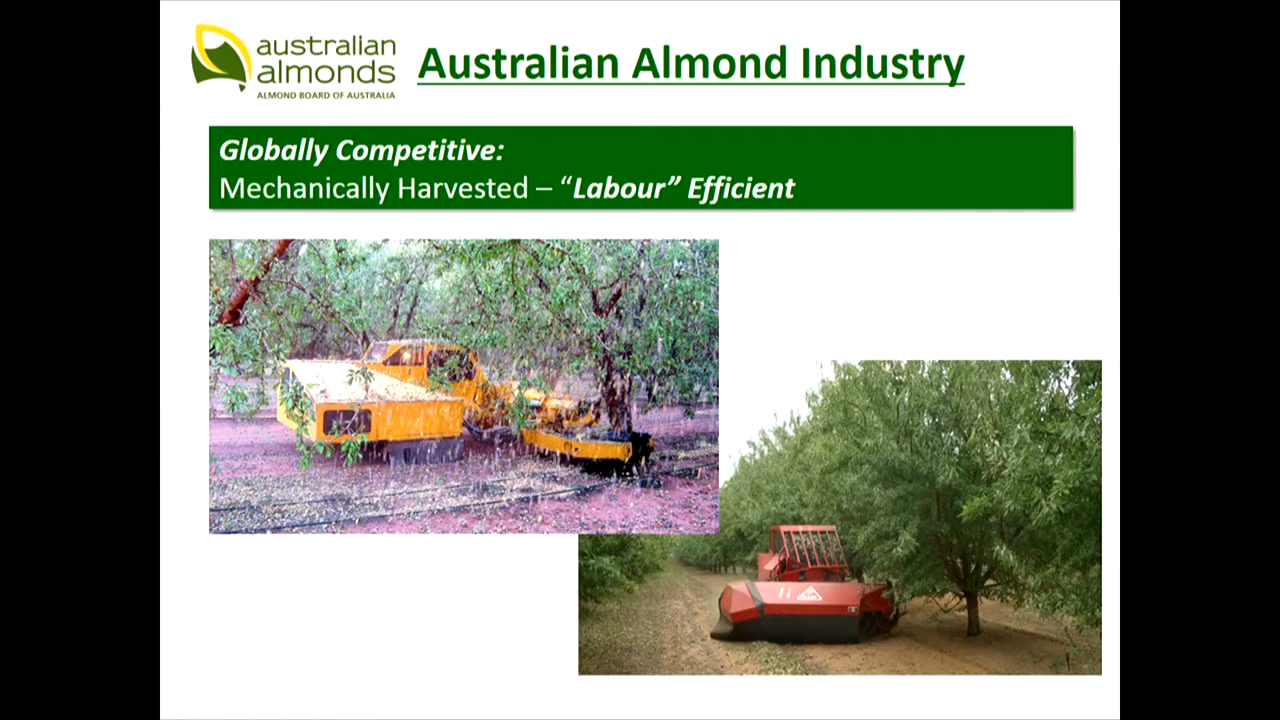 australian
almonds
ALMOND BOARD OF AUSTRALIA
Australian Almond Industry
Globally Competitive:
Mechanically Harvested – “Labour” Efficient